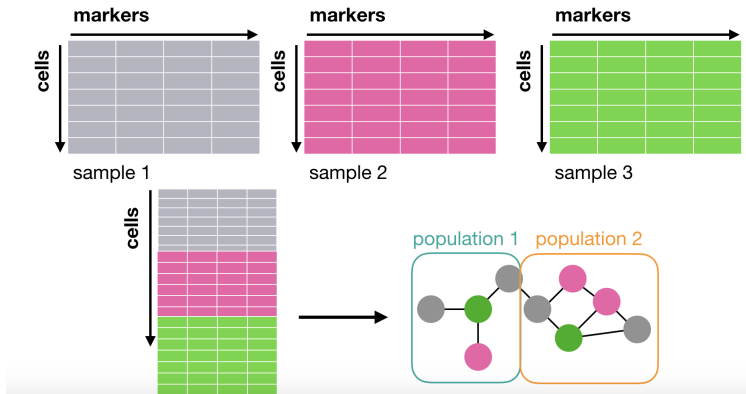 markers
markers
markers
cells
cells
cells
sample 1
sample 2
sample 3
cells
population 1
population 2